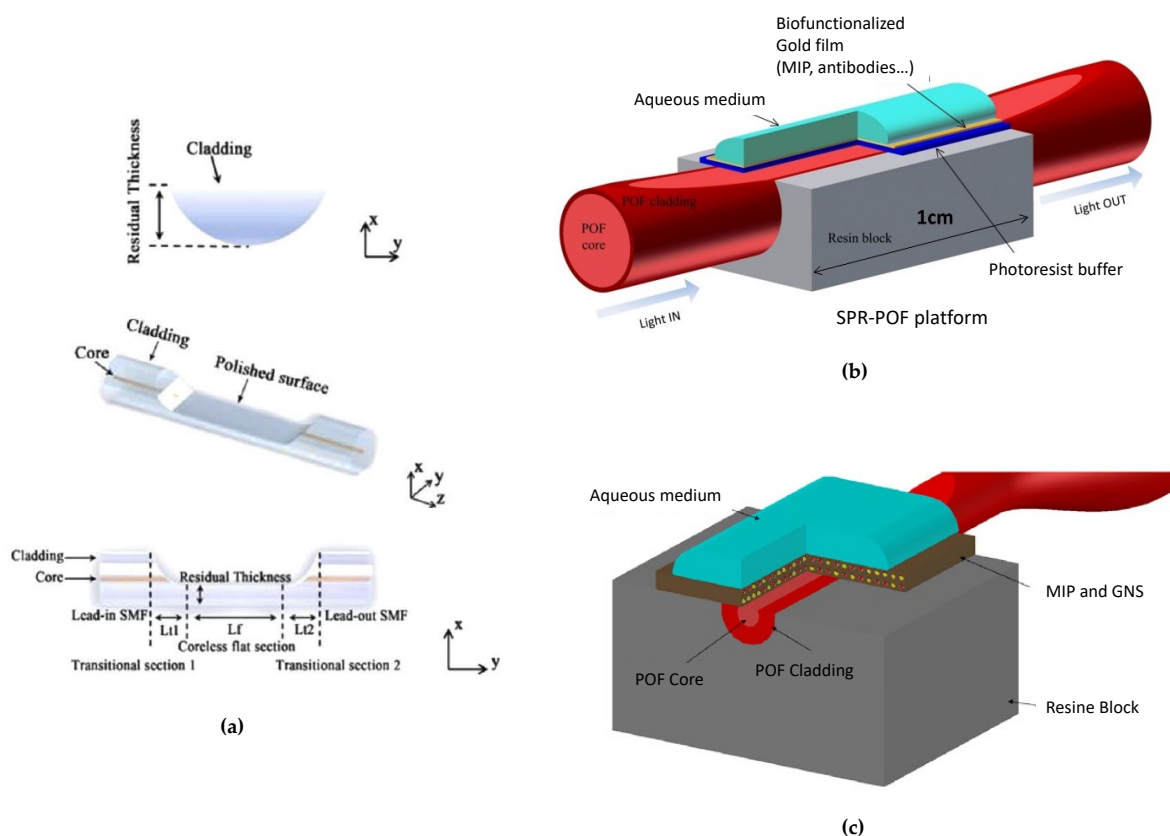 Cladding
Residual Thickness
x
y
Cladding
Core
Polished surface
x
y
z
Cladding
Core
Residual Thickness
Lead-in SMF
Lead-out SMF
Lt1
Lf
Lt2
Coreless flat section
Transitional section 1
Transitional section 2
x
y
(a)
Biofunctionalized
Gold film
(MIP, antibodies...)
Aqueous medium
POF cladding
POF
core
1cm
Resin block
Light OUT
Photoresist buffer
Light IN
SPR-POF platform
(b)
Aqueous medium
MIP and GNS
POF Core
POF Cladding
Resine Block
(c)